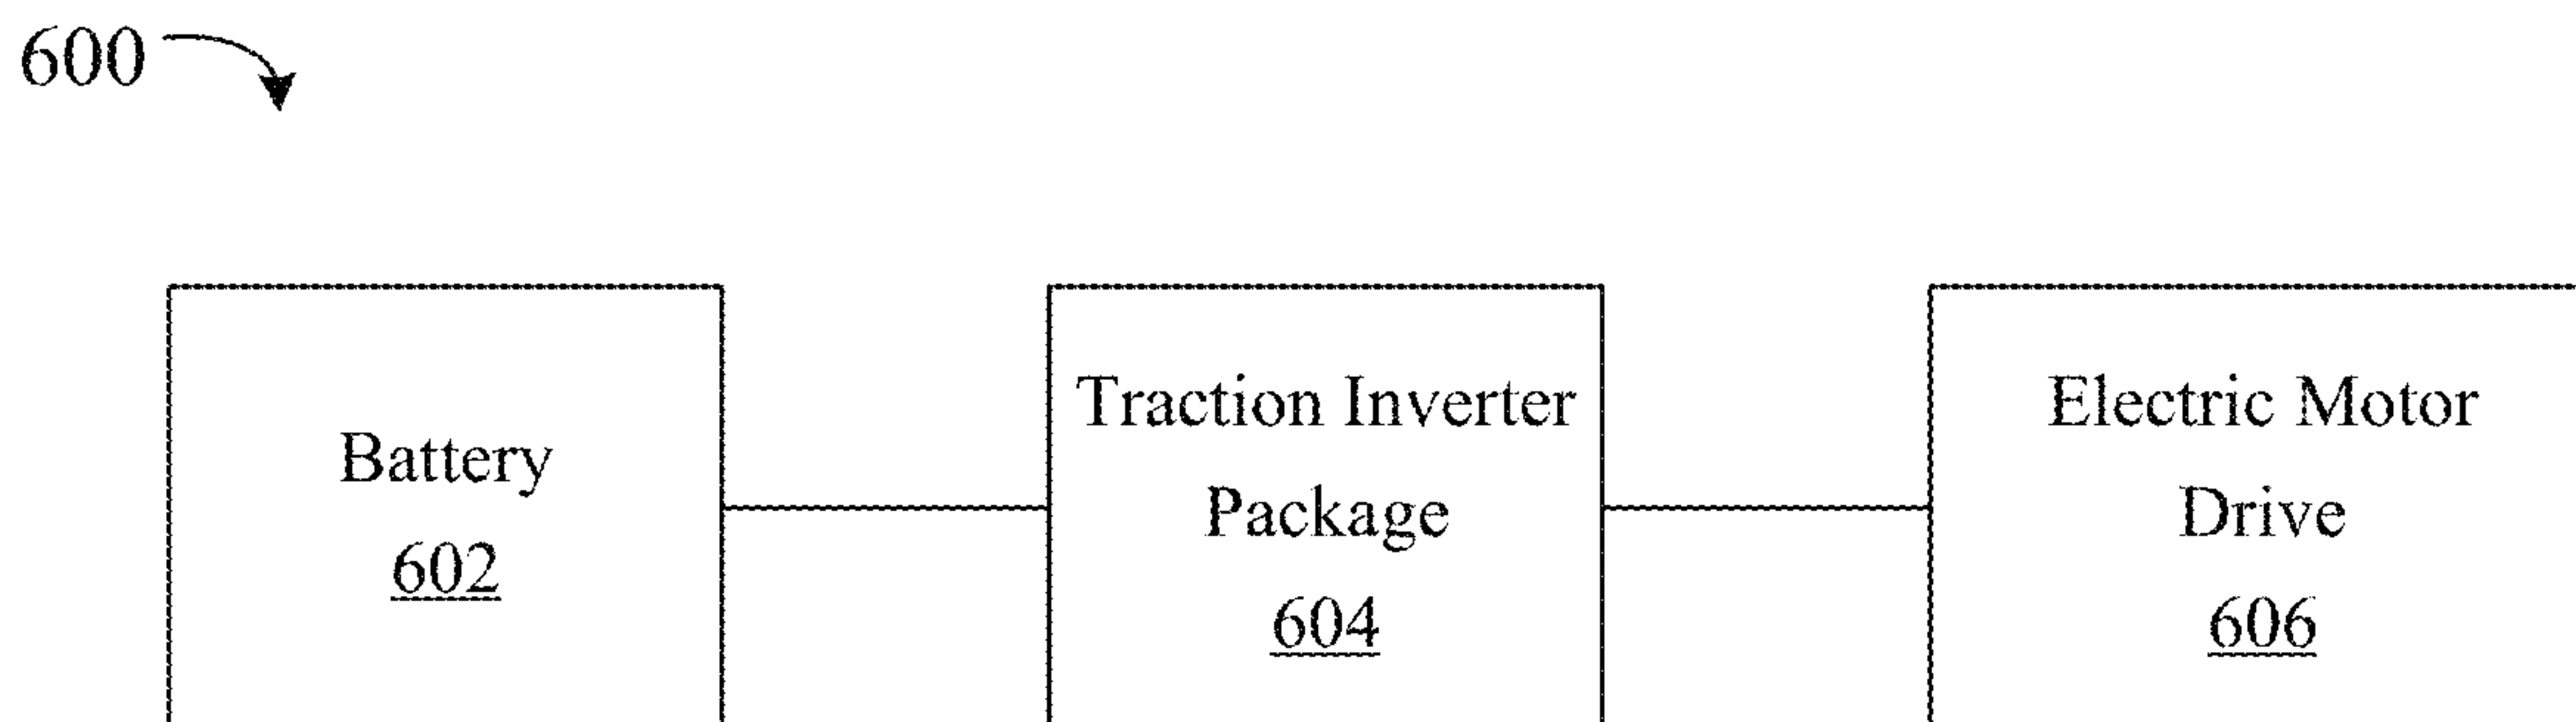 600
Battery
602
Traction Inverter
Package
604
Electric Motor
Drive
606